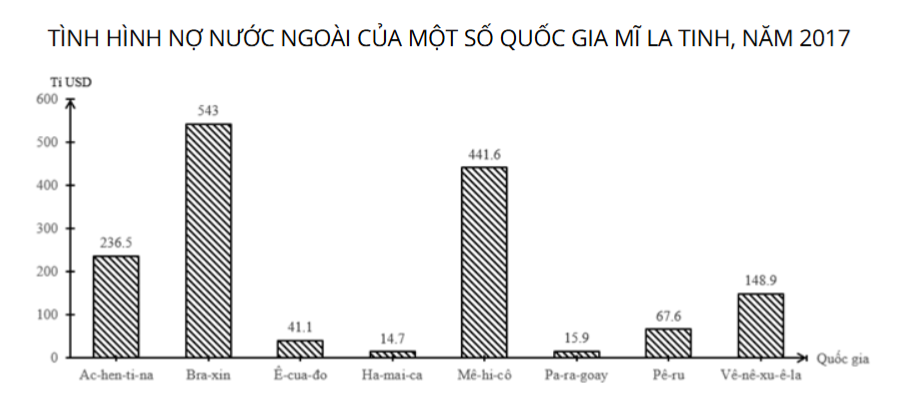 TÌNH HÌNH NỢ NƯỚC NGOÀI CỦA MỘT SỐ QUỐC GIA MĨ LA TINH, NĂM 2017
Tỉ USD
600
500
400
300
200
100
0
236.5
543
41.1
14.7
441.6
15.9
67.6
148.9
Ac-hen-ti-na
Bra-xin
Ê-cua-đo
Ha-mai-ca
Mê-hi-cô
Pa-ra-goay
Pê-ru
Vê-nê-xu-ê-la
Quốc gia